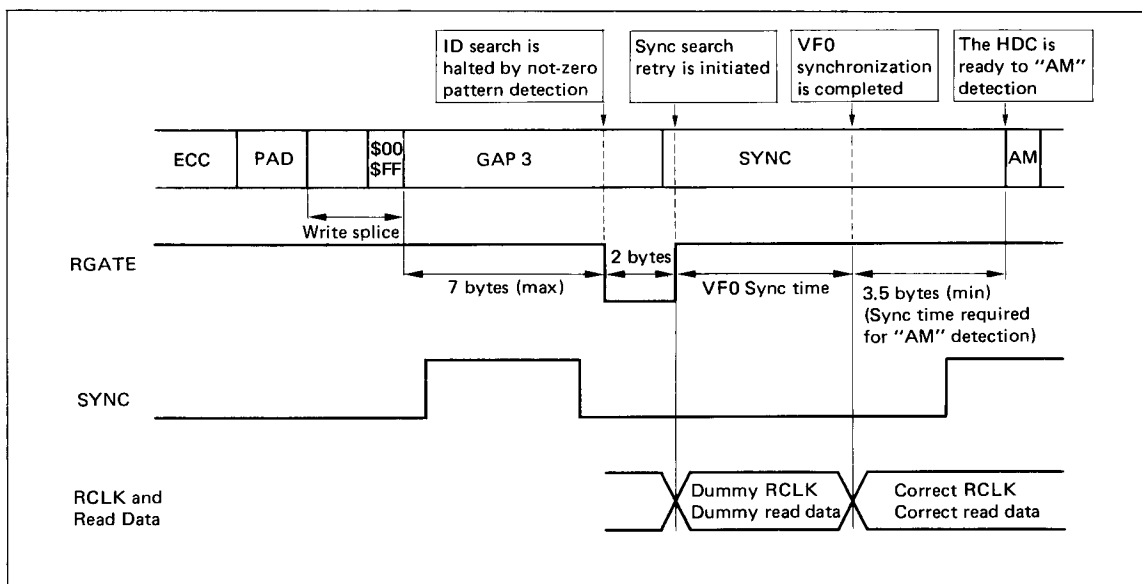 ID search is
halted by not-zero
pattern detection
Sync search
retry is initiated
VF0
synchronization
is completed
The HDC is
ready to "AM"
detection
ECC
PAD
$00
$FF
GAP 3
SYNC
AM
Write splice
RGATE
2 bytes
7 bytes (max)
VF0 Sync time
3.5 bytes (min)
(Sync time required
for "AM" detection)
SYNC
RCLK and
Read Data
Dummy RCLK
Dummy read data
Correct RCLK
Correct read data